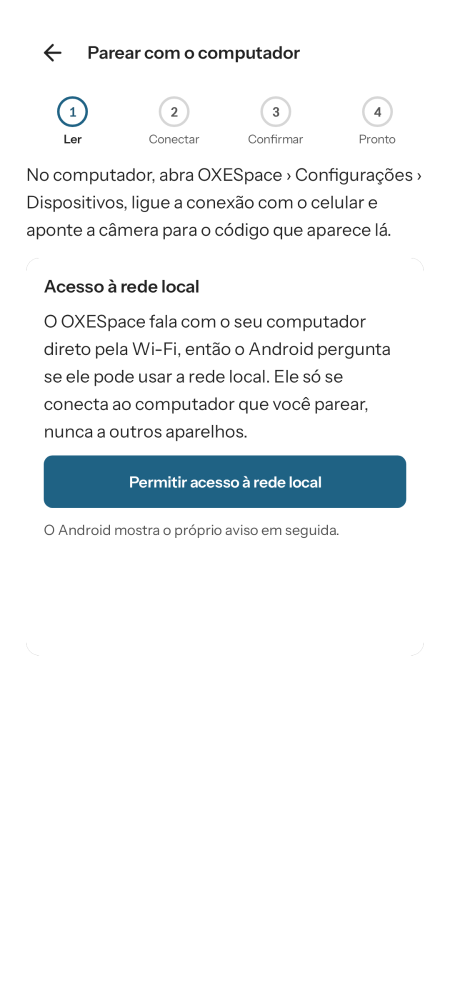 Parear com o computador
1
2
3
4
Ler
Conectar
Confirmar
Pronto
No computador, abra OXESpace › Configurações ›
Dispositivos, ligue a conexão com o celular e
aponte a câmera para o código que aparece lá.
Acesso à rede local
O OXESpace fala com o seu computador
direto pela Wi-Fi, então o Android pergunta
se ele pode usar a rede local. Ele só se
conecta ao computador que você parear,
nunca a outros aparelhos.
Permitir acesso à rede local
O Android mostra o próprio aviso em seguida.